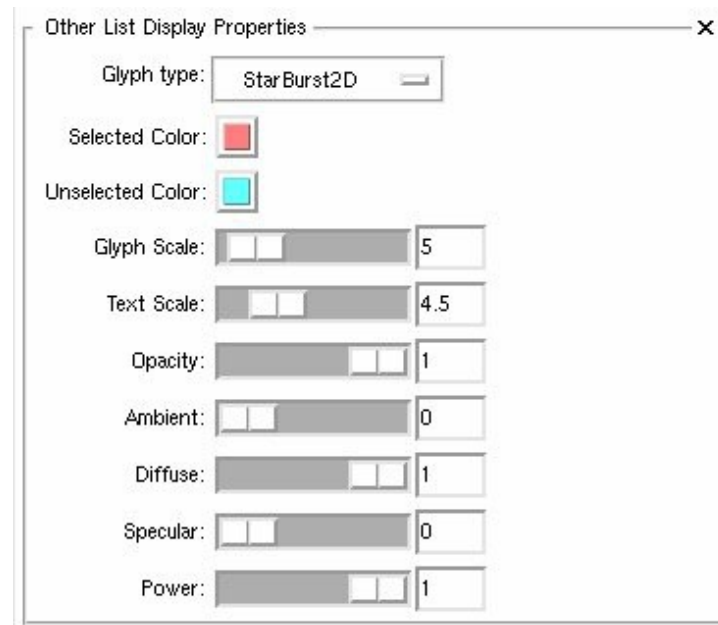 Other List Display Properties
Glyph type: StarBurst2D
Selected Color:
Unselected Color:
Glyph Scale: 5
Text Scale: 4.5
Opacity: 1
Ambient: 0
Diffuse: 1
Specular: 0
Power: 1